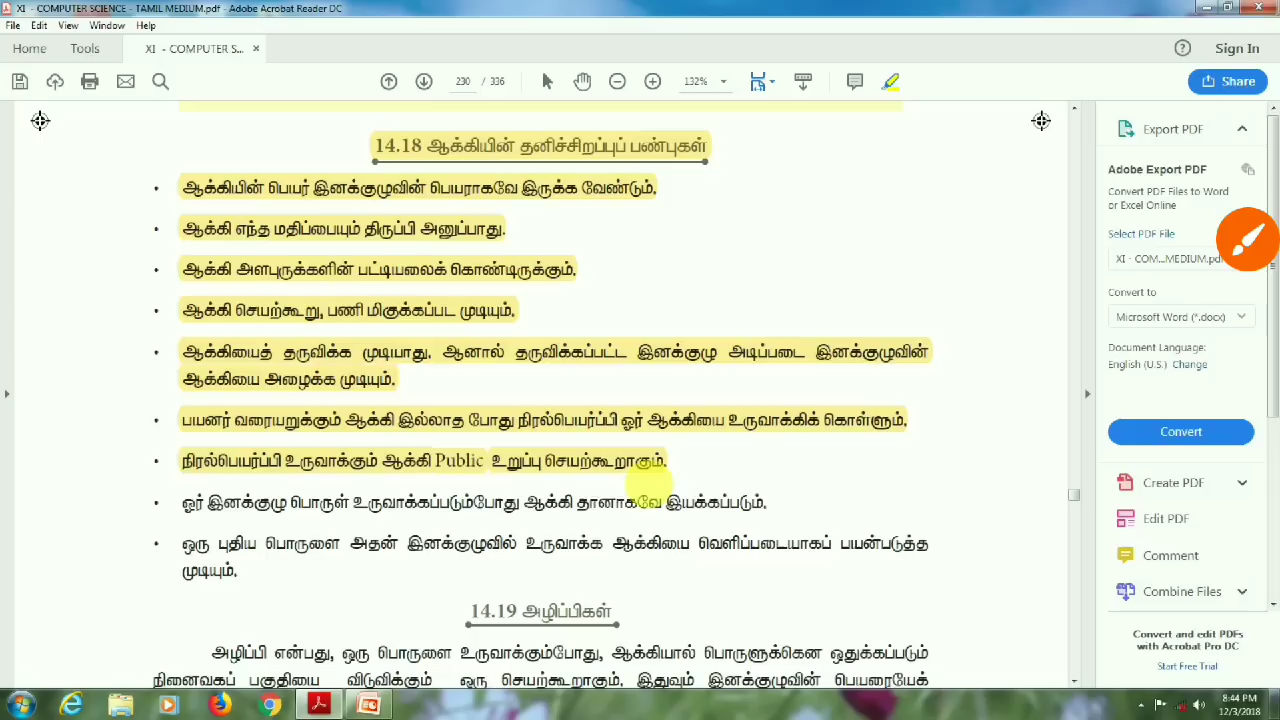 XI - COMPUTER SCIENCE - TAMIL MEDIUM.pdf - Adobe Acrobat Reader DC
File Edit View Window Help
Home Tools XI - COMPUTER S... × Sign In
230 / 336 132% Share
14.18 ஆக்கியின் தனிச்சிறப்புப் பண்புகள்
• ஆக்கியின் பெயர் இனக்குழுவின் பெயராகவே இருக்க வேண்டும்.
• ஆக்கி எந்த மதிப்பையும் திருப்பி அனுப்பாது.
• ஆக்கி அளபுருக்களின் பட்டியலைக் கொண்டிருக்கும்.
• ஆக்கி செயற்கூறு, பணி மிகுக்கப்பட முடியும்.
• ஆக்கியைத் தருவிக்க முடியாது, ஆனால் தருவிக்கப்பட்ட இனக்குழு அடிப்படை இனக்குழுவின்
ஆக்கியை அழைக்க முடியும்.
• பயனர் வரையறுக்கும் ஆக்கி இல்லாத போது நிரல்பெயர்ப்பி ஓர் ஆக்கியை உருவாக்கிக் கொள்ளும்.
• நிரல்பெயர்ப்பி உருவாக்கும் ஆக்கி Public உறுப்பு செயற்கூறாகும்.
• ஓர் இனக்குழு பொருள் உருவாக்கப்படும்போது ஆக்கி தானாகவே இயக்கப்படும்.
• ஒரு புதிய பொருளை அதன் இனக்குழுவில் உருவாக்க ஆக்கியை வெளிப்படையாகப் பயன்படுத்த
முடியும்.
14.19 அழிப்பிகள்
அழிப்பி என்பது, ஒரு பொருளை உருவாக்கும்போது, ஆக்கியால் பொருளுக்கென ஒதுக்கப்படும்
நினைவகப் பகுதியை விடுவிக்கும் ஒரு செயற்கூறாகும். இதுவும் இனக்குழுவின் பெயரையேக்
Export PDF
Adobe Export PDF
Convert PDF Files to Word
or Excel Online
Select PDF File
XI - COM...MEDIUM.pdf
Convert to
Microsoft Word (*.docx)
Document Language:
English (U.S.) Change
Convert
Create PDF
Edit PDF
Comment
Combine Files
Convert and edit PDFs
with Acrobat Pro DC
Start Free Trial
8:44 PM
12/3/2018